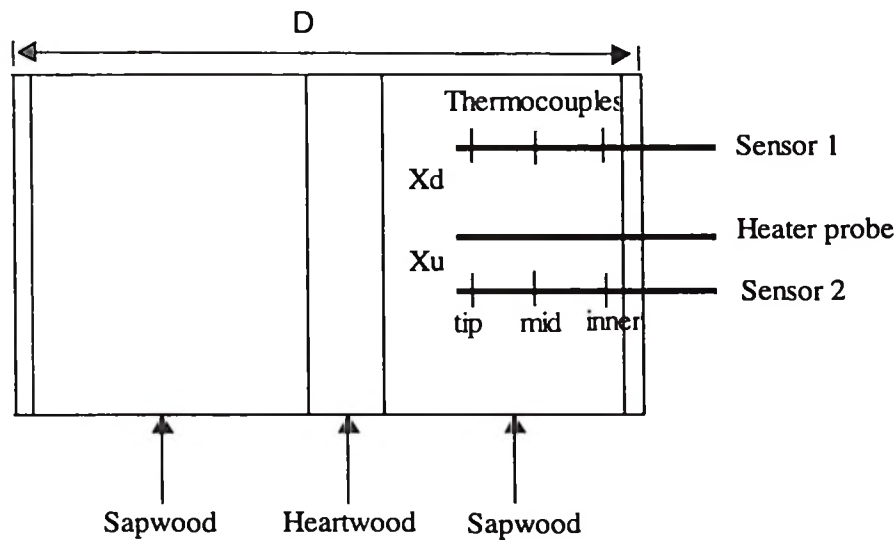 D
Thermocouples
Sensor 1
Xd
Heater probe
Xu
Sensor 2
tip mid inner
Sapwood Heartwood Sapwood